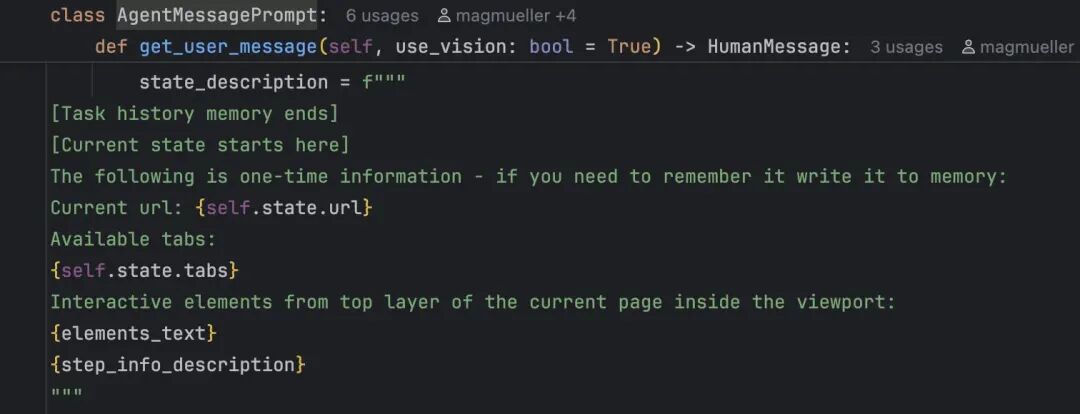 class AgentMessagePrompt: 6 usages magmueller +4
def get_user_message(self, use_vision: bool = True) -> HumanMessage: 3 usages magmueller
state_description = f"""
[Task history memory ends]
[Current state starts here]
The following is one-time information - if you need to remember it write it to memory:
Current url: {self.state.url}
Available tabs:
{self.state.tabs}
Interactive elements from top layer of the current page inside the viewport:
{elements_text}
{step_info_description}
"""